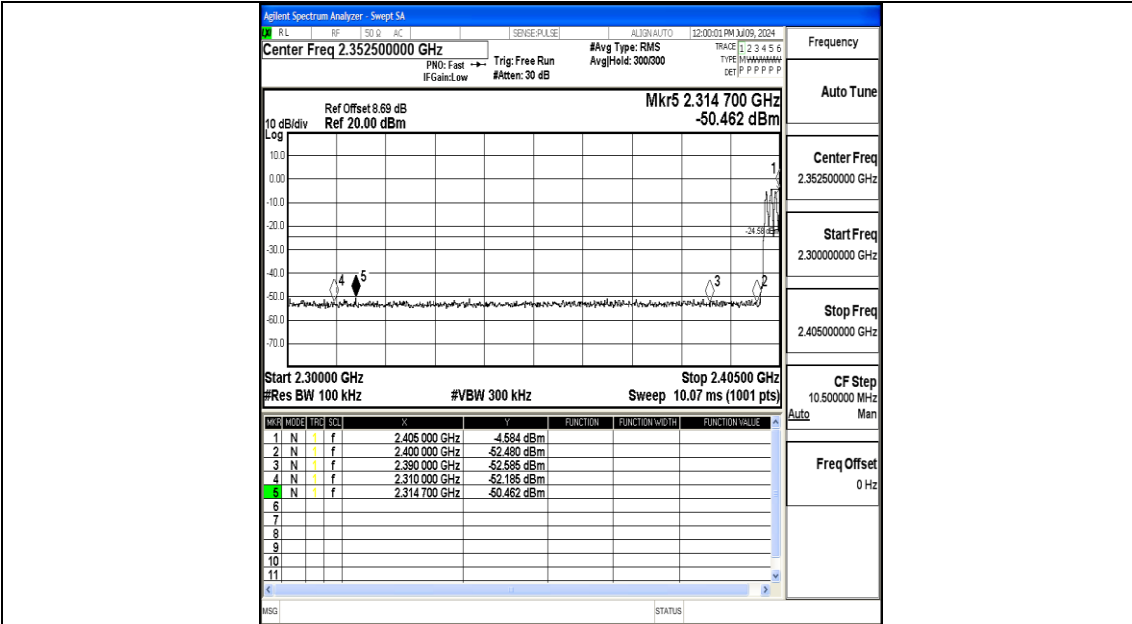 Agilent Spectrum Analyzer - Swept SA
RL RF 50 Ω AC SENSE:PULSE ALIGNAUTO 12:00:01 PM Jul09, 2024
Center Freq 2.352500000 GHz
PNO: Fast
IFGain:Low
Trig: Free Run
#Atten: 30 dB
#Avg Type: RMS
Avg|Hold: 300/300
TRACE 1 2 3 4 5 6
TYPE MWWWWW
DET P P P P P P
Mkr5 2.314 700 GHz
-50.462 dBm
Ref Offset 8.69 dB
10 dB/div Ref 20.00 dBm
Log
10.0
0.00
-10.0
-20.0
-30.0
-40.0
-50.0
-60.0
-70.0
1
-24.58 dBm
4 5 3 2
Start 2.30000 GHz Stop 2.40500 GHz
#Res BW 100 kHz #VBW 300 kHz Sweep 10.07 ms (1001 pts)
MKR MODE TRC SCL X Y FUNCTION FUNCTION WIDTH FUNCTION VALUE
1 N 1 f 2.405 000 GHz -4.584 dBm
2 N 1 f 2.400 000 GHz -52.480 dBm
3 N 1 f 2.390 000 GHz -52.585 dBm
4 N 1 f 2.310 000 GHz -52.185 dBm
5 N 1 f 2.314 700 GHz -50.462 dBm
6
7
8
9
10
11
MSG STATUS
Frequency
Auto Tune
Center Freq
2.352500000 GHz
Start Freq
2.300000000 GHz
Stop Freq
2.405000000 GHz
CF Step
10.500000 MHz
Auto Man
Freq Offset
0 Hz